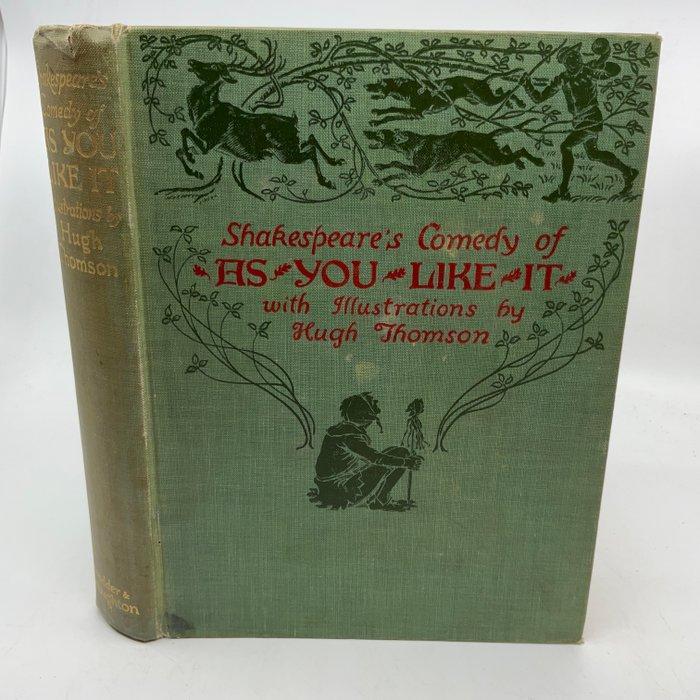 Shakespeare's
Comedy of
AS YOU
LIKE IT
by
Hugh
Thomson
&
Shakespeare's Comedy of
AS YOU LIKE IT
with Illustrations by
Hugh Thomson